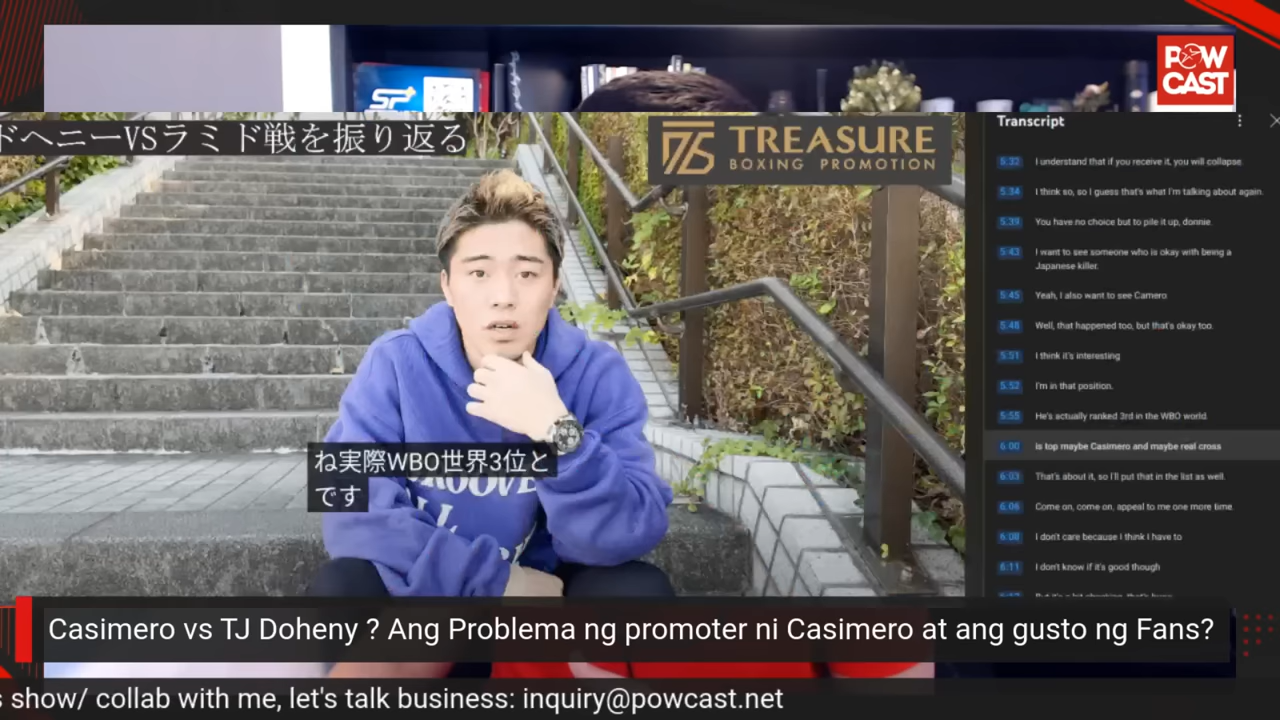 SP+
POW
CAST
ドヘニーVSラミド戦を振り返る
TREASURE
BOXING PROMOTION
Transcript
5:32 I understand that if you receive it, you will collapse
5:34 I think so, so I guess that's what I'm talking about again.
5:39 You have no choice but to pile it up, donnie.
5:43 I want to see someone who is okay with being a
Japanese killer.
5:45 Yeah, I also want to see Camero
5:48 Well, that happened too, but that's okay too.
5:51 I think it's interesting
5:52 I'm in that position.
5:55 He's actually ranked 3rd in the WBO world.
6:00 is top maybe Casimero and maybe real cross
6:03 That's about it, so I'll put that in the list as well.
6:06 Come on, come on, appeal to me one more time.
6:08 I don't care because I think I have to
6:11 I don't know if it's good though
ね実際WBO世界3位と
です
Casimero vs TJ Doheny ? Ang Problema ng promoter ni Casimero at ang gusto ng Fans?
s show/ collab with me, let's talk business: inquiry@powcast.net